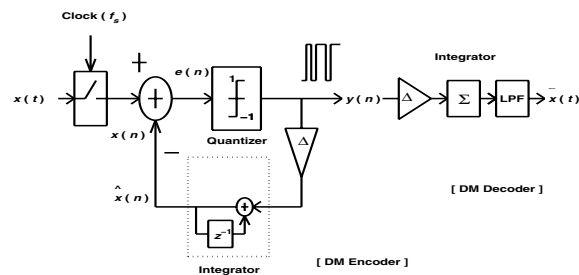 Clock ( fs )
+
Integrator
e ( n )
1
x ( t )
+
y ( n )
Δ
Σ
LPF
x̄ ( t )
−1
x ( n )
Quantizer
Δ
−
x̂ ( n )
[ DM Decoder ]
+
z⁻¹
Integrator
[ DM Encoder ]